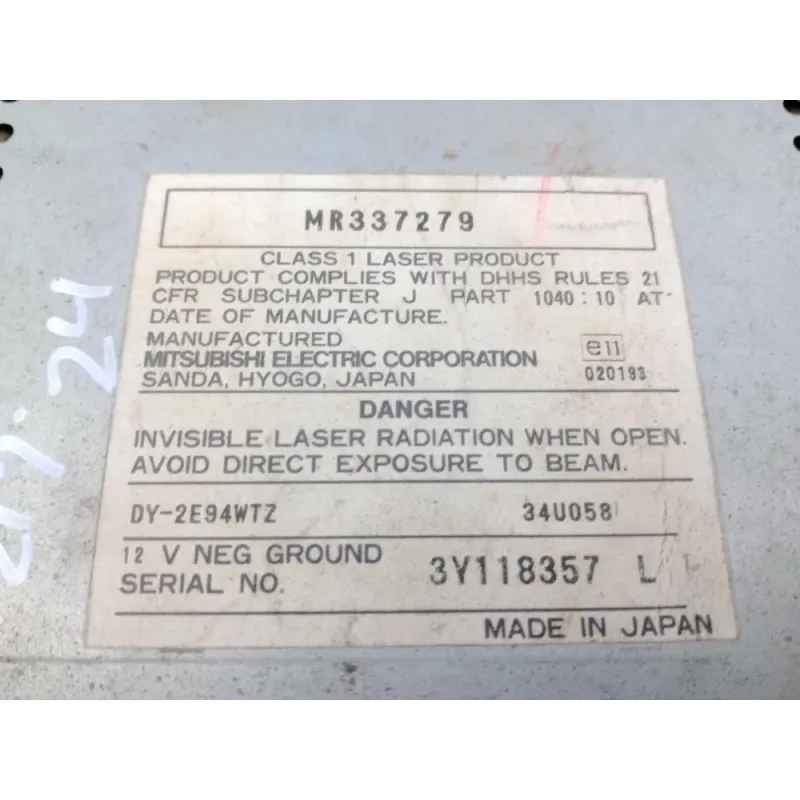 MR337279
CLASS 1 LASER PRODUCT
PRODUCT COMPLIES WITH DHHS RULES 21
CFR SUBCHAPTER J PART 1040:10 AT
DATE OF MANUFACTURE.
MANUFACTURED
MITSUBISHI ELECTRIC CORPORATION
SANDA, HYOGO, JAPAN
e11
020193
DANGER
INVISIBLE LASER RADIATION WHEN OPEN.
AVOID DIRECT EXPOSURE TO BEAM.
DY-2E94WTZ 34U058
12 V NEG GROUND
SERIAL NO. 3Y118357 L
MADE IN JAPAN